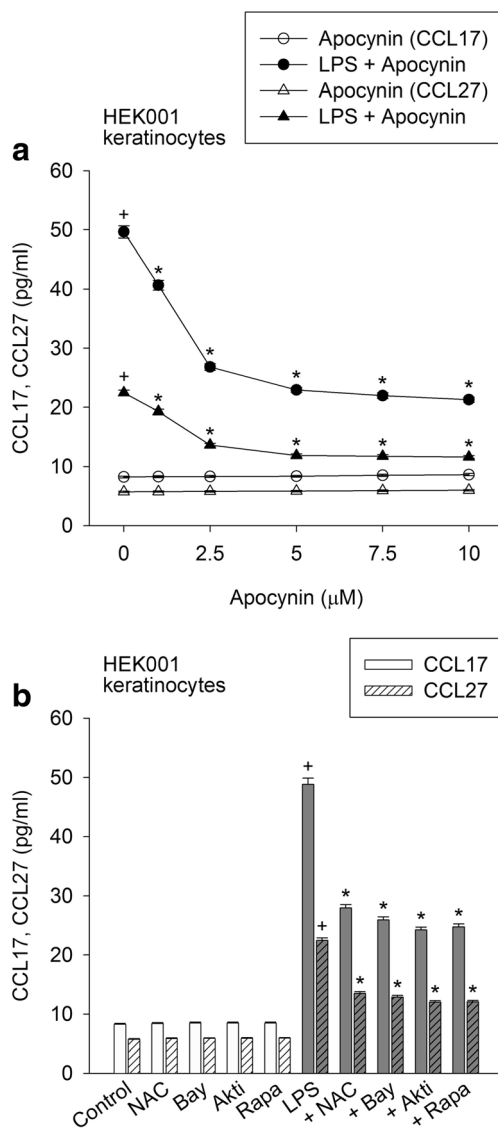 Apocynin (CCL17)
LPS + Apocynin
Apocynin (CCL27)
LPS + Apocynin
HEK001
keratinocytes
a
60
50
40
30
20
10
0
CCL17, CCL27 (pg/ml)
+
*
*
*
*
*
+
*
*
*
*
*
0 1 2.5 5 7.5 10
Apocynin (μM)
HEK001
keratinocytes
CCL17
CCL27
b
60
50
40
30
20
10
0
CCL17, CCL27 (pg/ml)
+
+
*
*
*
*
*
*
*
*
Control NAC Bay Akti Rapa LPS + NAC + Bay + Akti + Rapa